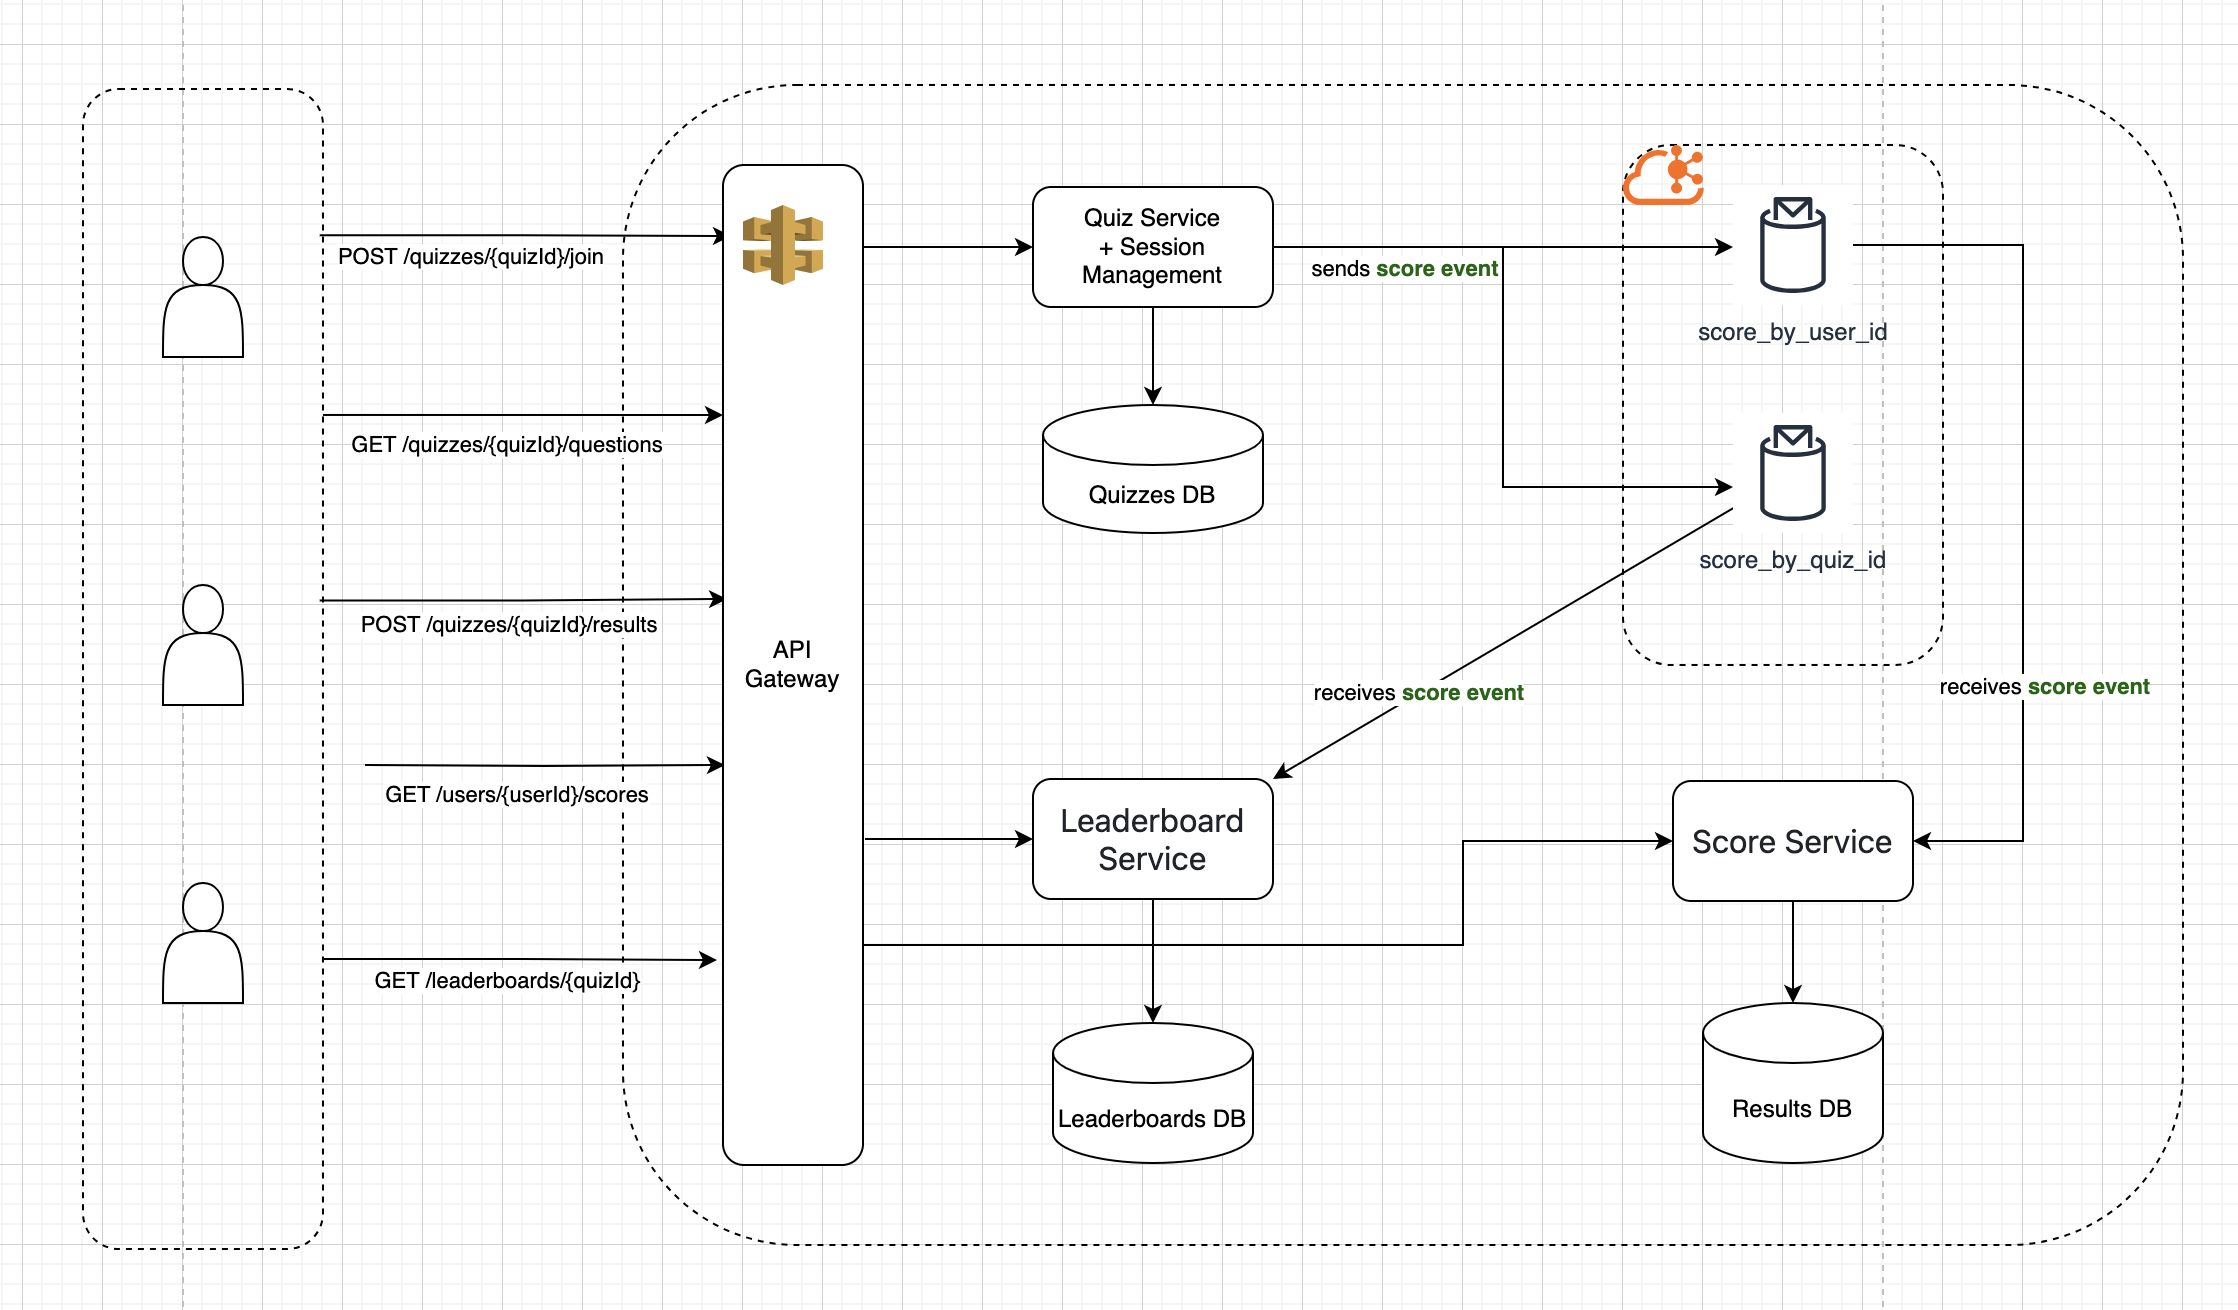 POST /quizzes/{quizId}/join
GET /quizzes/{quizId}/questions
POST /quizzes/{quizId}/results
GET /users/{userId}/scores
GET /leaderboards/{quizId}
API
Gateway
Quiz Service
+ Session
Management
Quizzes DB
sends score event
score_by_user_id
score_by_quiz_id
receives score event
receives score event
Leaderboard
Service
Score Service
Leaderboards DB
Results DB